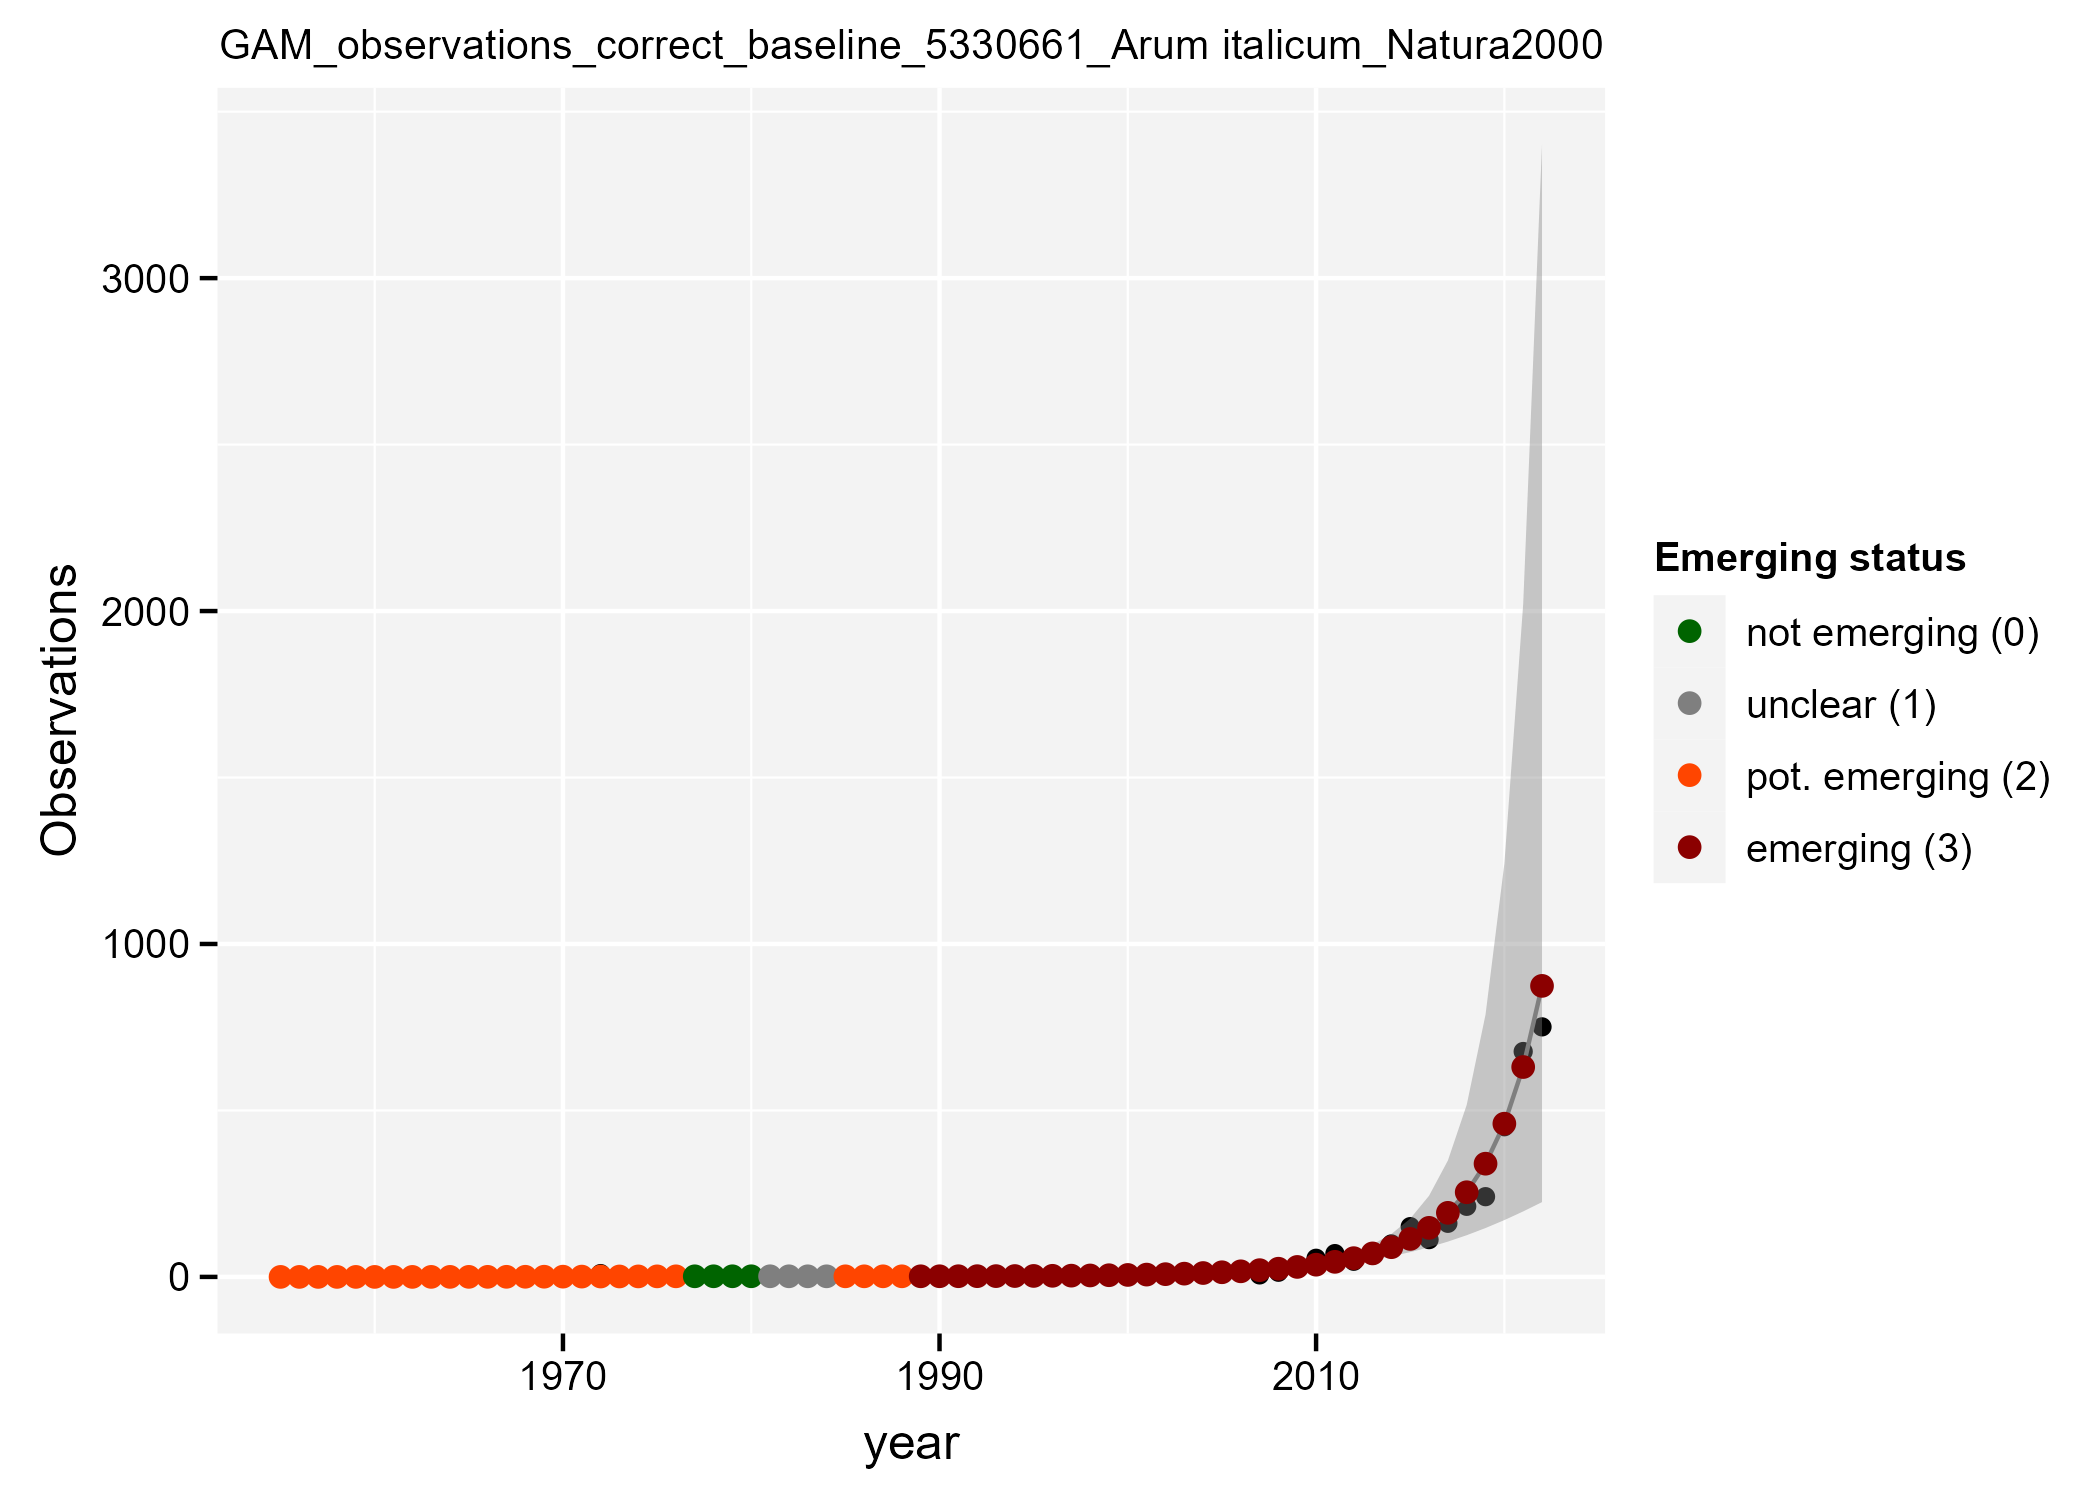 GAM_observations_correct_baseline_5330661_Arum italicum_Natura2000
3000
2000
1000
0
Observations
1970
1990
2010
year
Emerging status
not emerging (0)
unclear (1)
pot. emerging (2)
emerging (3)